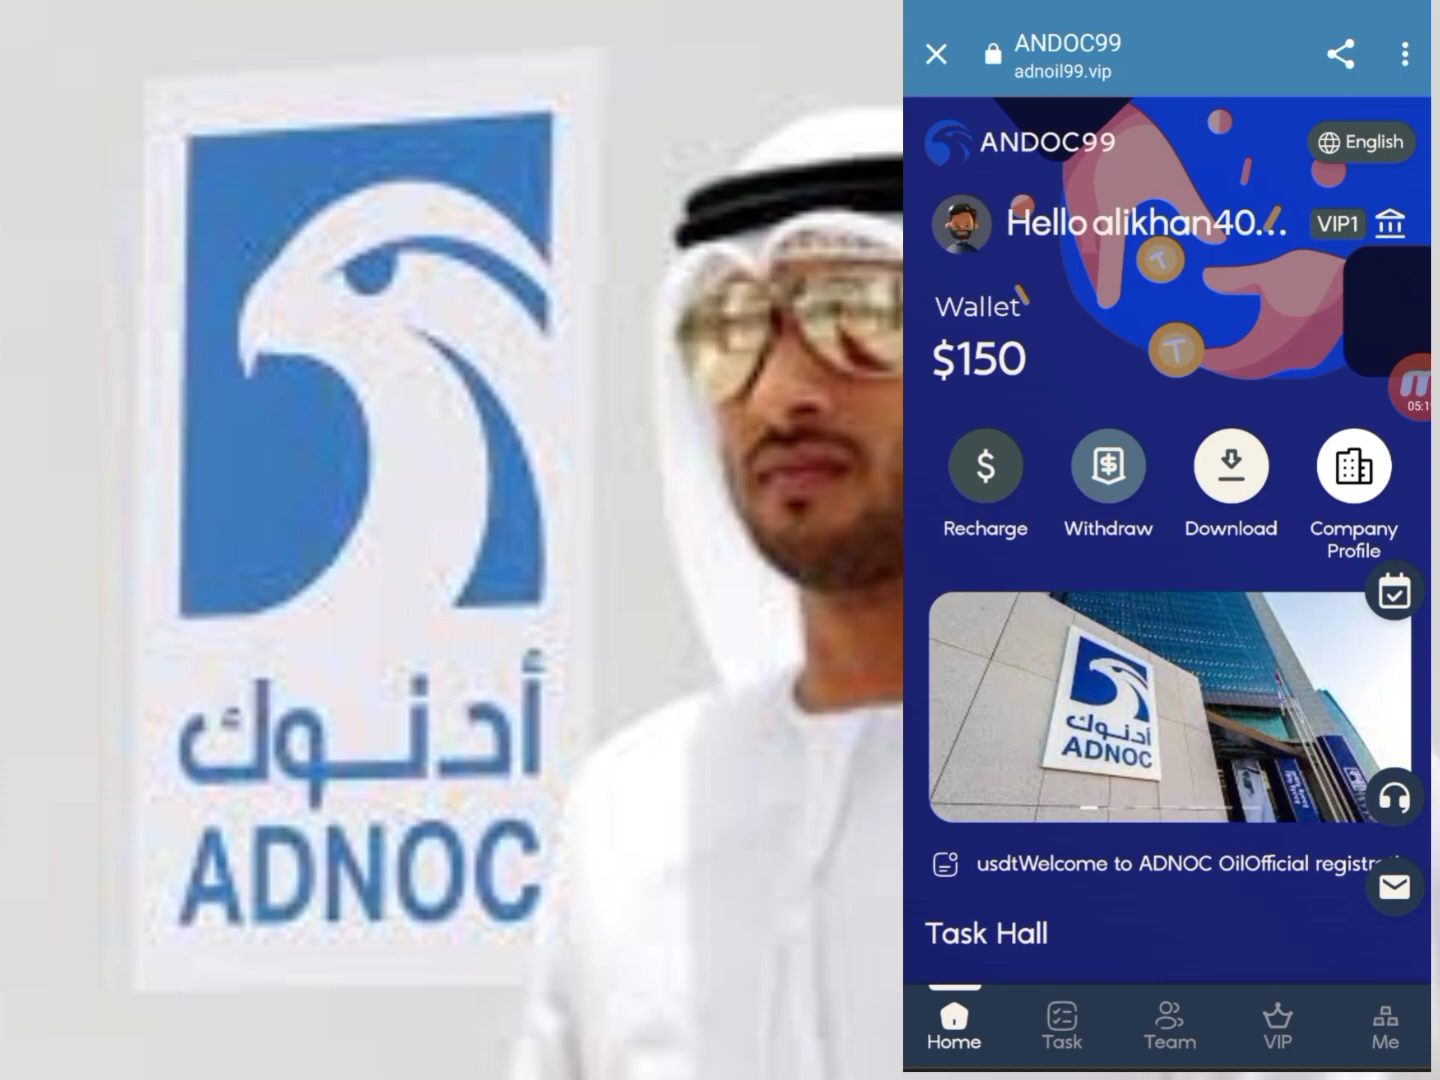 أدنوك
ADNOC
ANDOC99
adnoil99.vip
ANDOC99
English
Hello alikhan40...
VIP1
Wallet
$150
Recharge
Withdraw
Download
Company
Profile
أدنوك
ADNOC
usdtWelcome to ADNOC OilOfficial
Task Hall
Home
Task
Team
VIP
Me